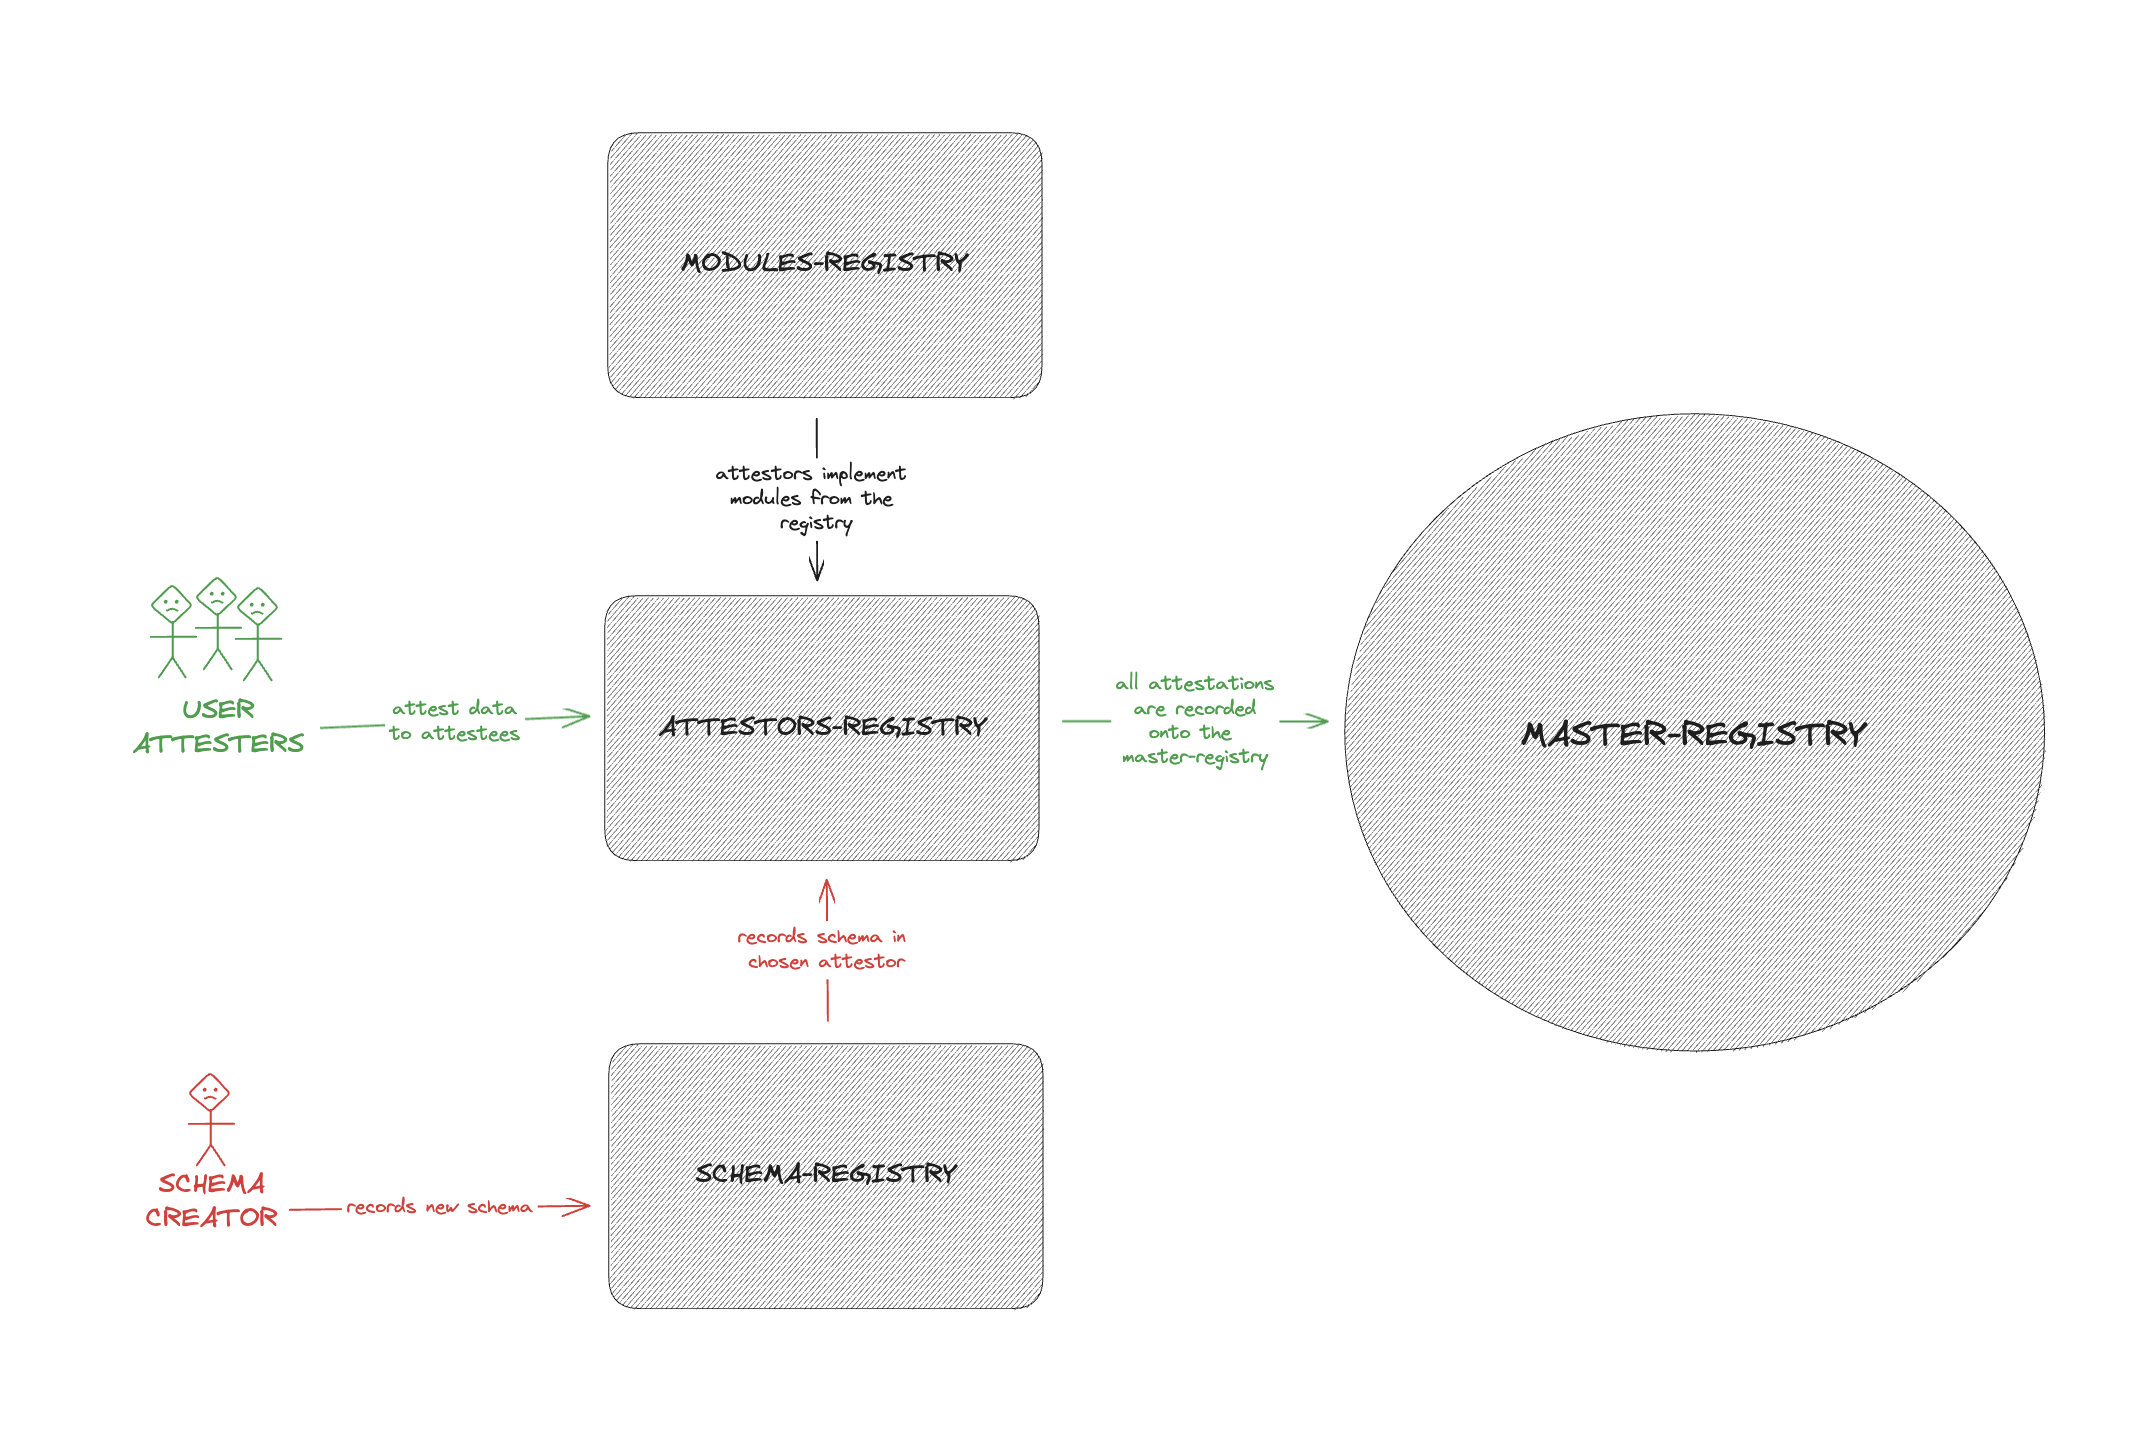 MODULES-REGISTRY
attestors implement
modules from the
registry
USER
ATTESTERS
attest data
to attestees
ATTESTORS-REGISTRY
all attestations
are recorded
onto the
master-registry
MASTER-REGISTRY
records schema in
chosen attestor
SCHEMA
CREATOR
records new schema
SCHEMA-REGISTRY